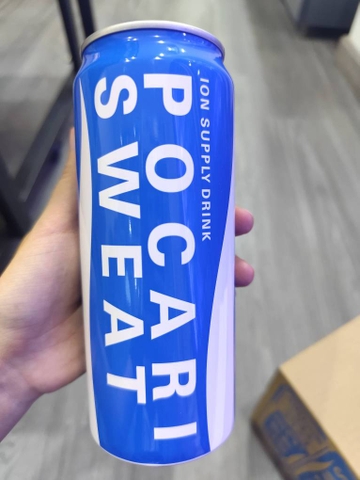 POCARI
SWEAT
ION SUPPLY DRINK